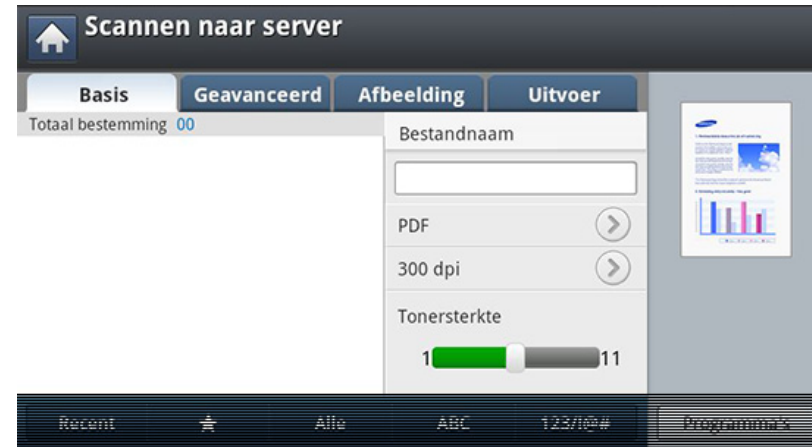 Scannen naar server
Basis Geavanceerd Afbeelding Uitvoer
Totaal bestemming 00
Bestandnaam
PDF
300 dpi
Tonersterkte
1 11
Recent Alle ABC 123/!@# Programma's